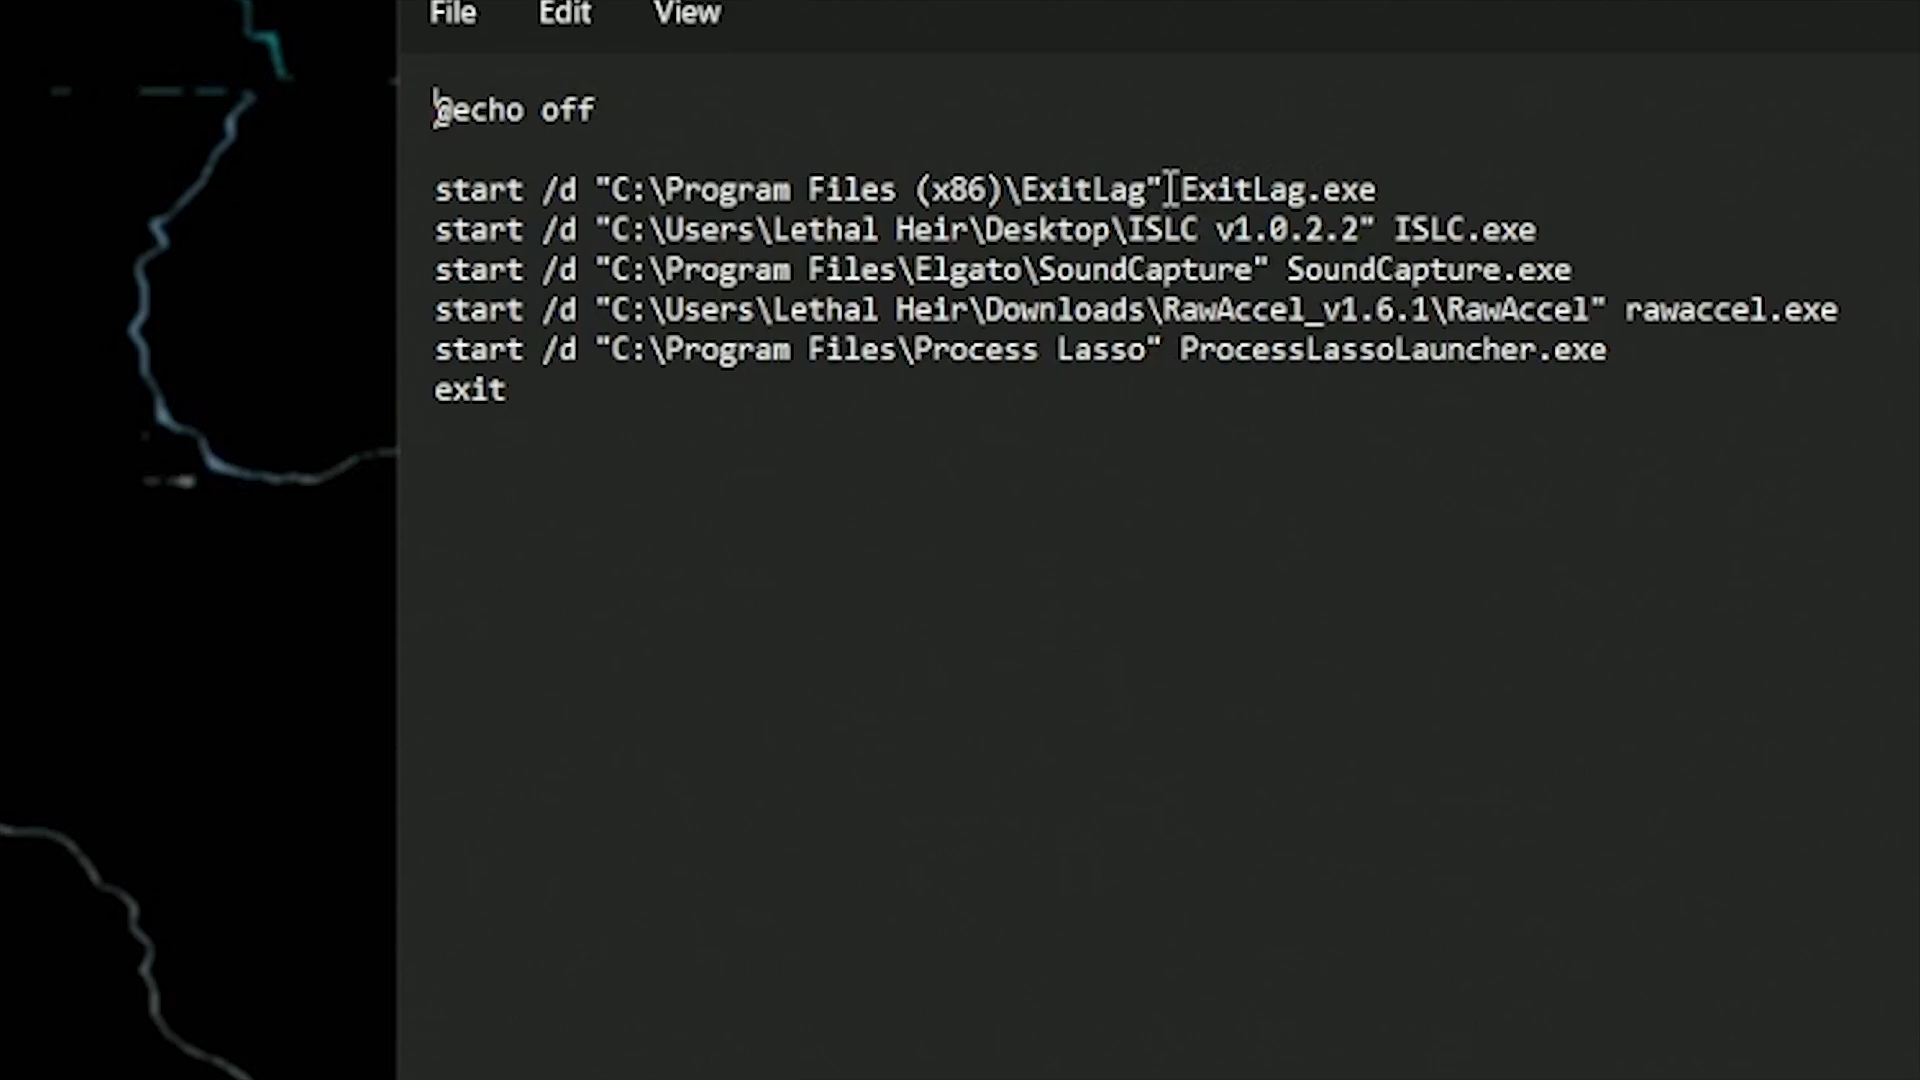 File Edit View
@echo off
start /d "C:\Program Files (x86)\ExitLag" ExitLag.exe
start /d "C:\Users\Lethal Heir\Desktop\ISLC v1.0.2.2" ISLC.exe
start /d "C:\Program Files\Elgato\SoundCapture" SoundCapture.exe
start /d "C:\Users\Lethal Heir\Downloads\RawAccel_v1.6.1\RawAccel" rawaccel.exe
start /d "C:\Program Files\Process Lasso" ProcessLassoLauncher.exe
exit